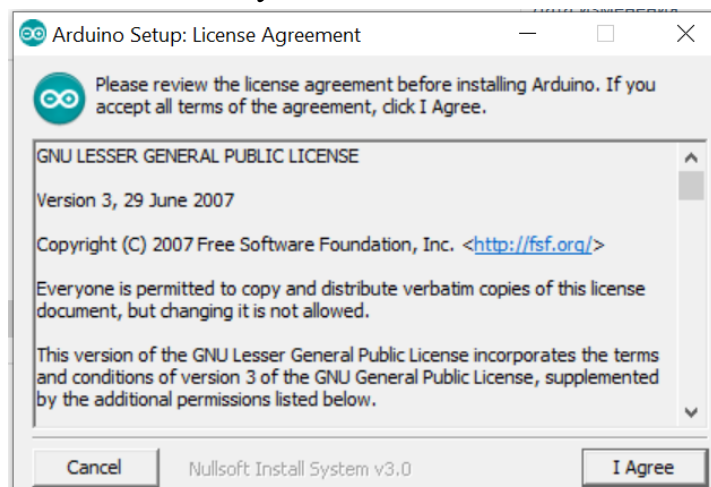 Arduino Setup: License Agreement
Please review the license agreement before installing Arduino. If you
accept all terms of the agreement, click I Agree.
GNU LESSER GENERAL PUBLIC LICENSE
Version 3, 29 June 2007
Copyright (C) 2007 Free Software Foundation, Inc. <http://fsf.org/>
Everyone is permitted to copy and distribute verbatim copies of this license
document, but changing it is not allowed.
This version of the GNU Lesser General Public License incorporates the terms
and conditions of version 3 of the GNU General Public License, supplemented
by the additional permissions listed below.
Cancel
Nullsoft Install System v3.0
I Agree